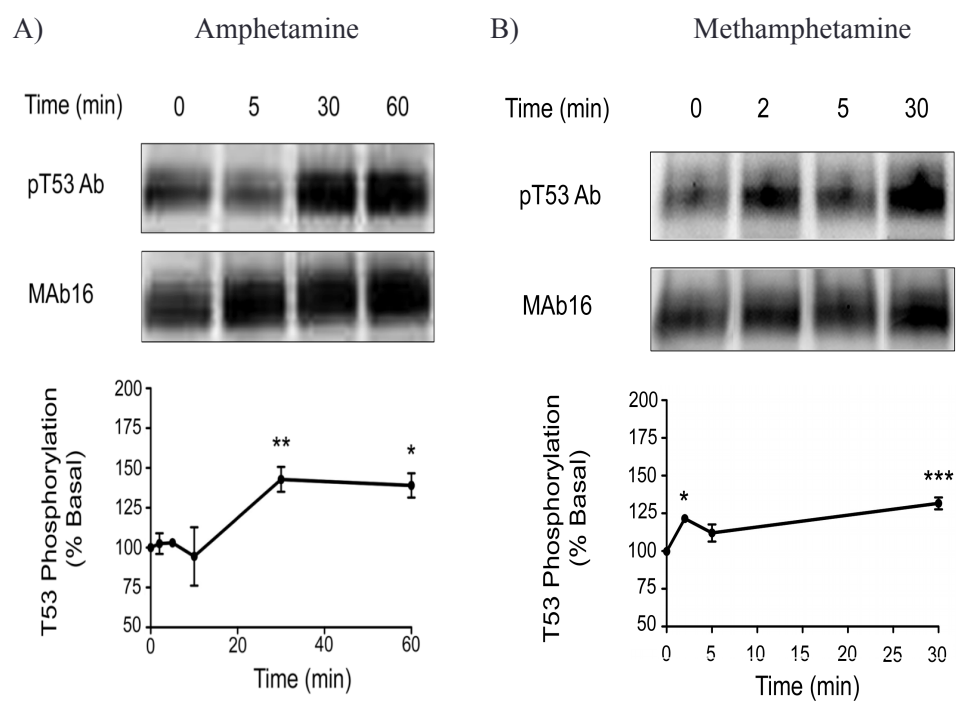 A) Amphetamine
Time (min) 0 5 30 60
pT53 Ab
MAb16
T53 Phosphorylation
(% Basal)
200
175
150
125
100
75
50
** *
0 20 40 60
Time (min)
B) Methamphetamine
Time (min) 0 2 5 30
pT53 Ab
MAb16
T53 Phosphorylation
(% Basal)
200
175
150
125
100
75
50
* ***
0 5 10 15 20 25 30
Time (min)